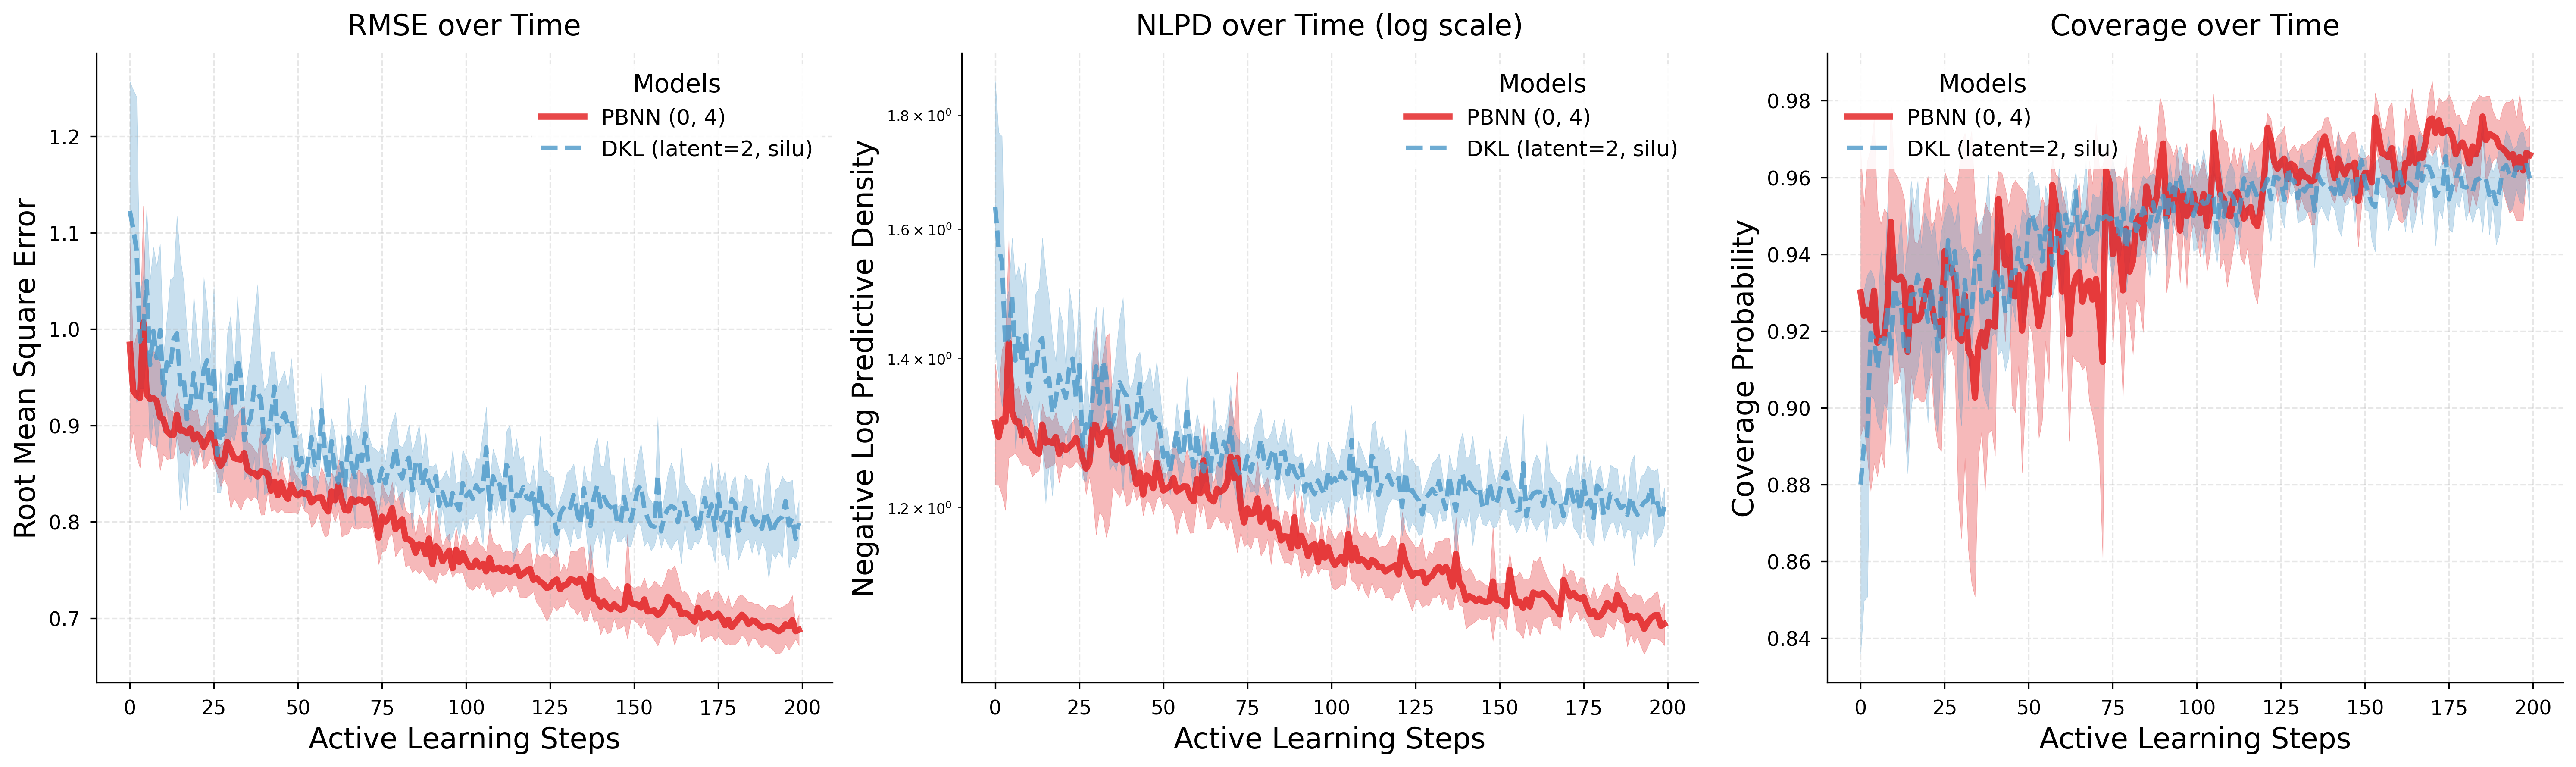 RMSE over Time
Root Mean Square Error
1.2
1.1
1.0
0.9
0.8
0.7
Models
PBNN (0, 4)
DKL (latent=2, silu)
0 25 50 75 100 125 150 175 200
Active Learning Steps
NLPD over Time (log scale)
Negative Log Predictive Density
1.8 × 10⁰
1.6 × 10⁰
1.4 × 10⁰
1.2 × 10⁰
Models
PBNN (0, 4)
DKL (latent=2, silu)
0 25 50 75 100 125 150 175 200
Active Learning Steps
Coverage over Time
Coverage Probability
0.98
0.96
0.94
0.92
0.90
0.88
0.86
0.84
Models
PBNN (0, 4)
DKL (latent=2, silu)
0 25 50 75 100 125 150 175 200
Active Learning Steps